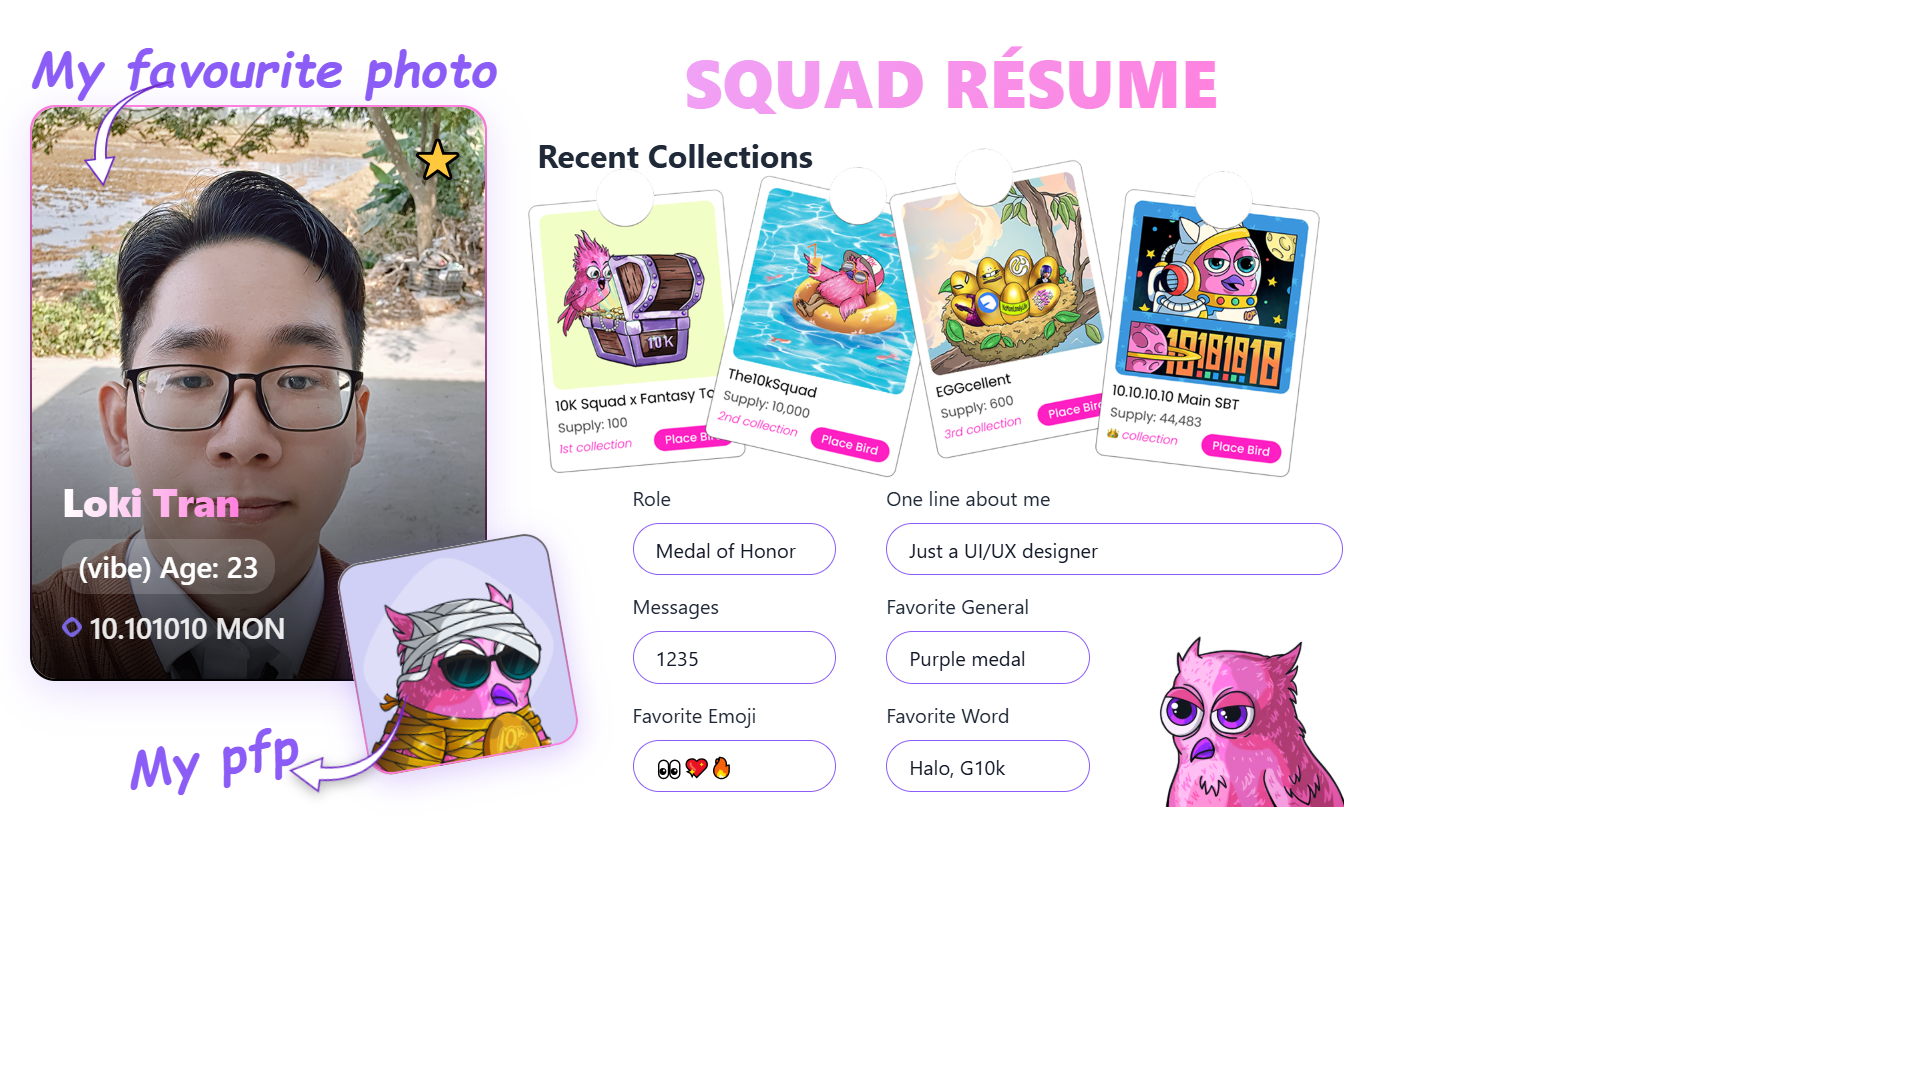 My favourite photo
SQUAD RÉSUME
Recent Collections
10K
10K Squad x Fantasy To
Supply: 100
1st collection
Place Bir
The10kSquad
Supply: 10,000
2nd collection
Place Bird
EGGcellent
Supply: 600
3rd collection
Place Bird
10101010
10.10.10.10 Main SBT
Supply: 44,483
👑 collection
Place Bird
Loki Tran
(vibe) Age: 23
10.101010 MON
10K
My pfp
Role
Medal of Honor
One line about me
Just a UI/UX designer
Messages
1235
Favorite General
Purple medal
Favorite Emoji
👀💖🔥
Favorite Word
Halo, G10k